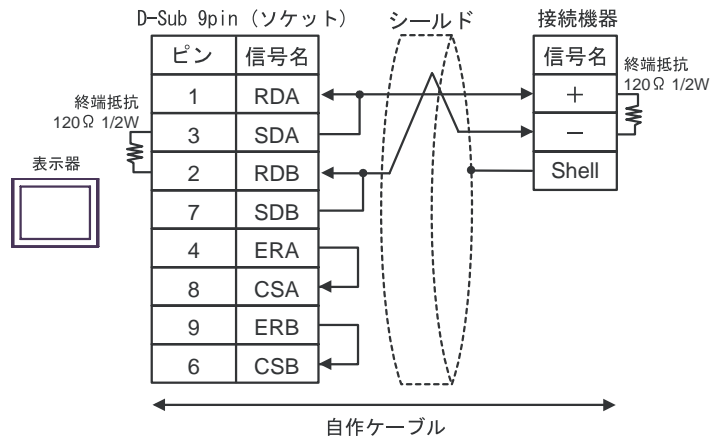 D-Sub 9pin (ソケット)
シールド
接続機器
ピン 信号名
信号名
終端抵抗
120Ω 1/2W
終端抵抗
120Ω 1/2W
表示器
1 RDA
3 SDA
2 RDB
7 SDB
4 ERA
8 CSA
9 ERB
6 CSB
+
-
Shell
自作ケーブル